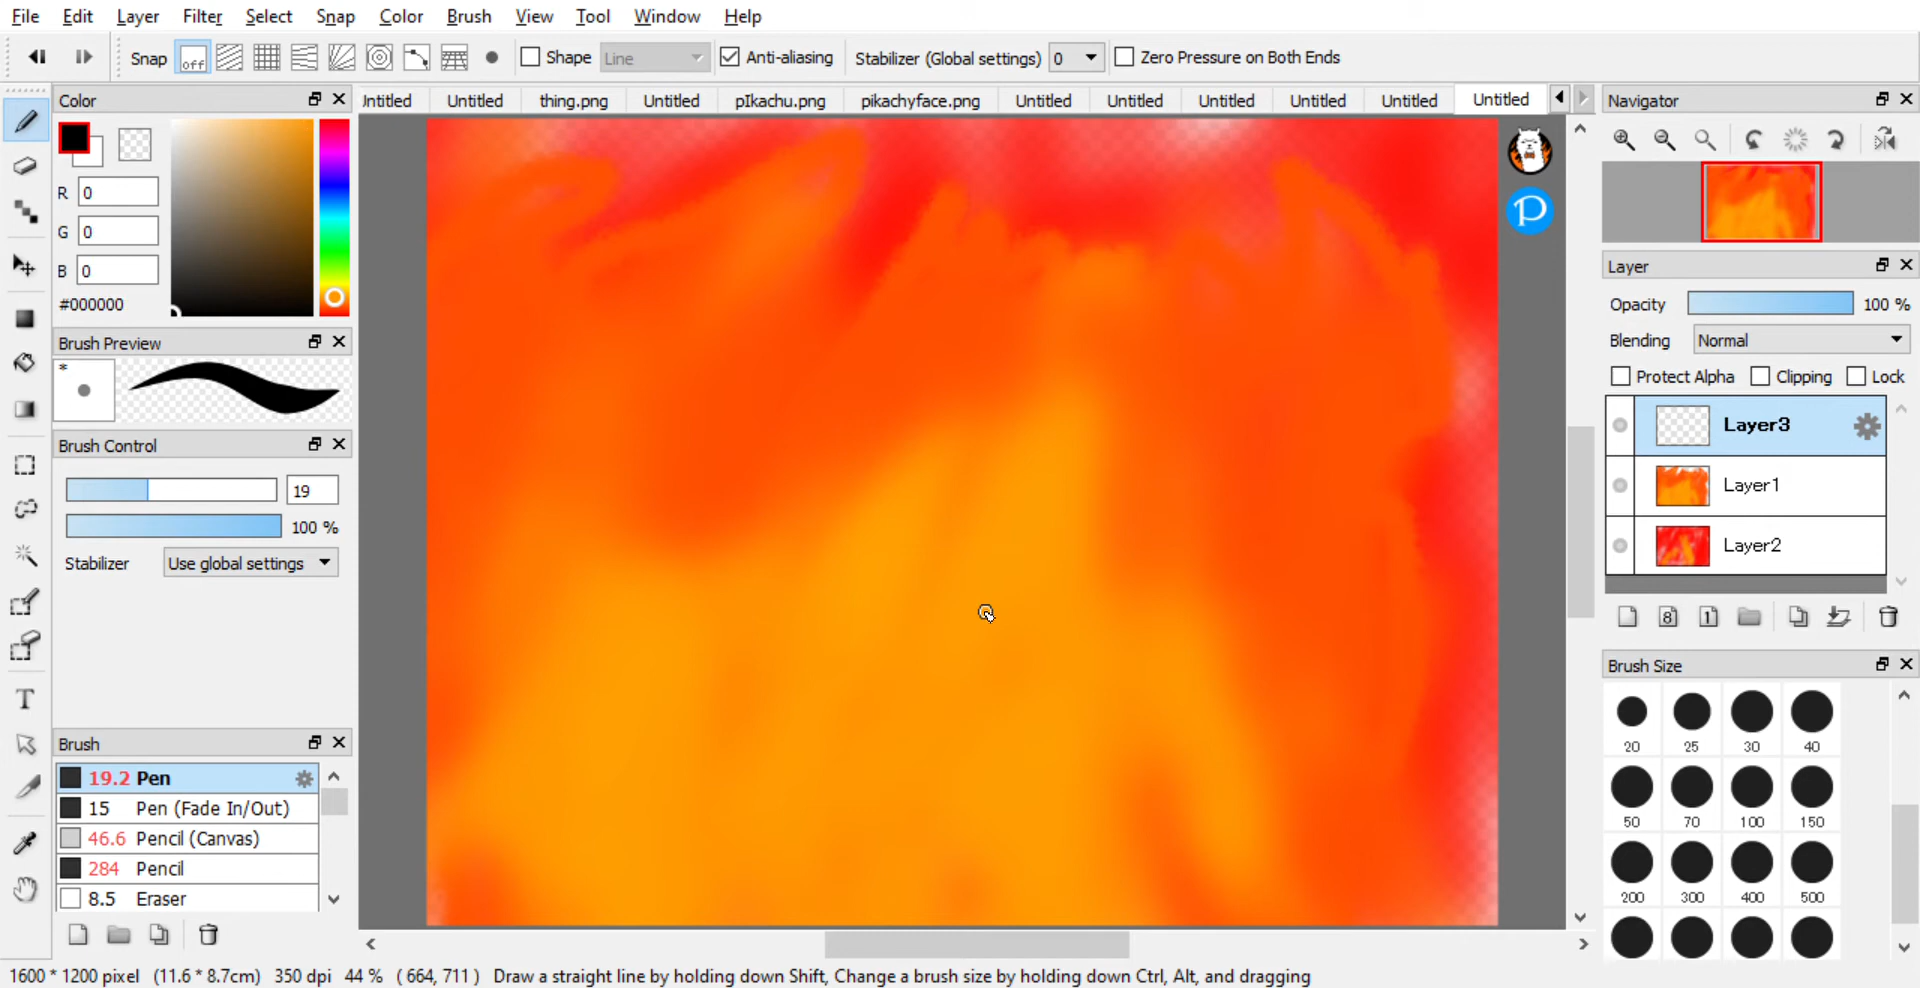 File Edit Layer Filter Select Snap Color Brush View Tool Window Help
Snap off Shape Line Anti-aliasing Stabilizer (Global settings) 0 Zero Pressure on Both Ends
Color
Untitled Untitled thing.png Untitled pIkachu.png pikachyface.png Untitled Untitled Untitled Untitled Untitled Untitled
Navigator
R 0
G 0
B 0
#000000
P
Layer
Opacity 100 %
Blending Normal
Protect Alpha Clipping Lock
Layer3
Layer1
Layer2
8 1
Brush Preview
*
Brush Control
19
100 %
Stabilizer Use global settings
T
Brush
19.2 Pen
15 Pen (Fade In/Out)
46.6 Pencil (Canvas)
284 Pencil
8.5 Eraser
Brush Size
20 25 30 40
50 70 100 150
200 300 400 500
1600 * 1200 pixel (11.6 * 8.7cm) 350 dpi 44 % ( 664, 711 ) Draw a straight line by holding down Shift, Change a brush size by holding down Ctrl, Alt, and dragging